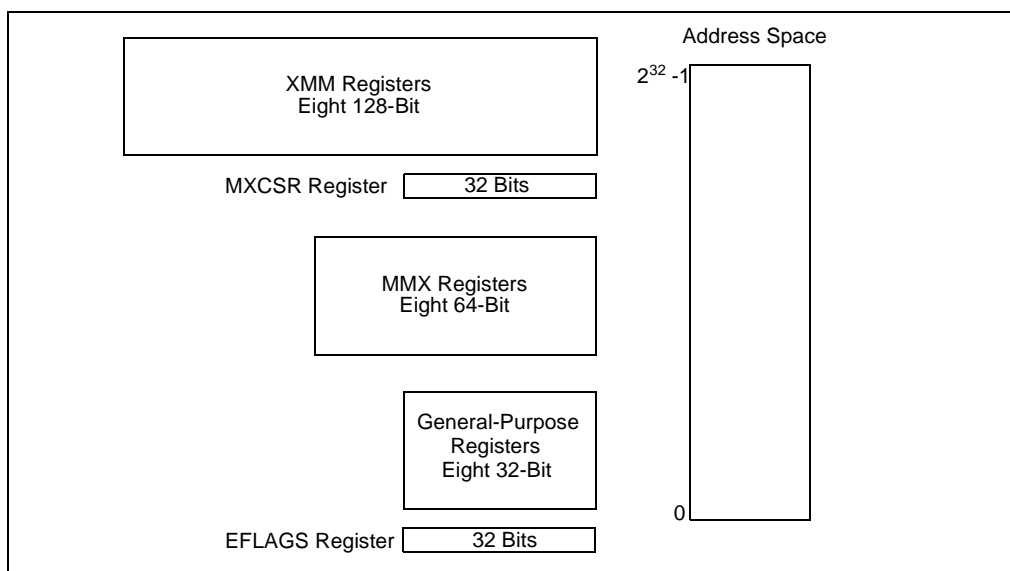 XMM Registers
Eight 128-Bit
MXCSR Register
32 Bits
MMX Registers
Eight 64-Bit
General-Purpose
Registers
Eight 32-Bit
EFLAGS Register
32 Bits
Address Space
2³² -1
0